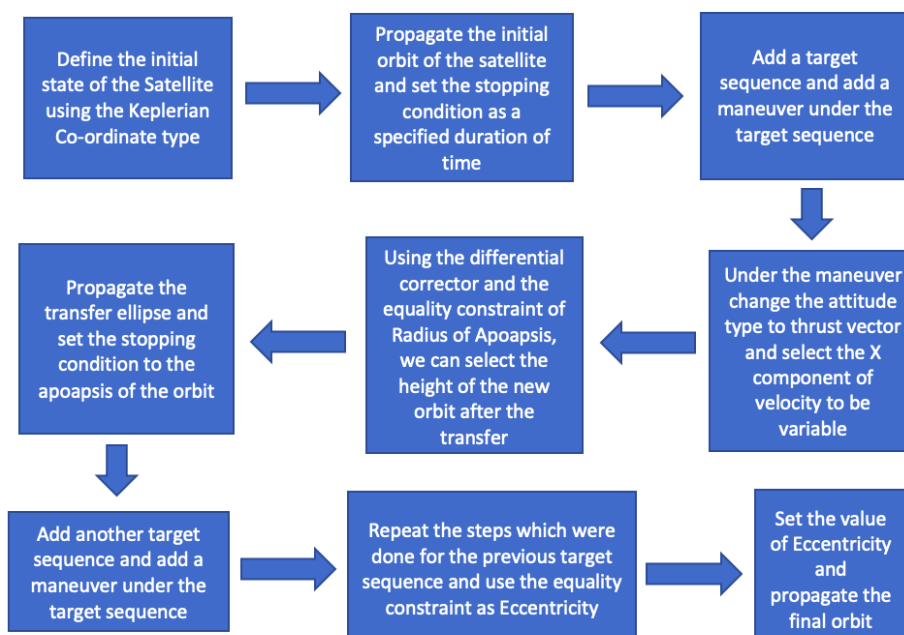 Define the initial
state of the Satellite
using the Keplerian
Co-ordinate type
Propagate the initial
orbit of the satellite
and set the stopping
condition as a
specified duration of
time
Add a target
sequence and add a
maneuver under the
target sequence
Under the maneuver
change the attitude
type to thrust vector
and select the X
component of
velocity to be
variable
Using the differential
corrector and the
equality constraint of
Radius of Apoapsis,
we can select the
height of the new
orbit after the
transfer
Propagate the
transfer ellipse and
set the stopping
condition to the
apoapsis of the orbit
Add another target
sequence and add a
maneuver under the
target sequence
Repeat the steps which were
done for the previous target
sequence and use the equality
constraint as Eccentricity
Set the value
of Eccentricity
and
propagate the
final orbit